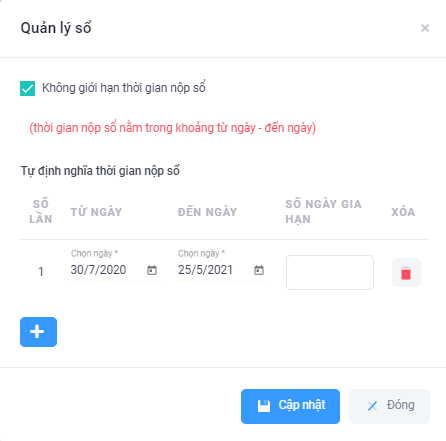 Quản lý sổ
×
Không giới hạn thời gian nộp sổ
(thời gian nộp sổ nằm trong khoảng từ ngày - đến ngày)
Tự định nghĩa thời gian nộp sổ
SỐ LẦN
TỪ NGÀY
ĐẾN NGÀY
SỐ NGÀY GIA HẠN
XÓA
1
Chọn ngày *
30/7/2020
Chọn ngày *
25/5/2021
+
Cập nhật
Đóng